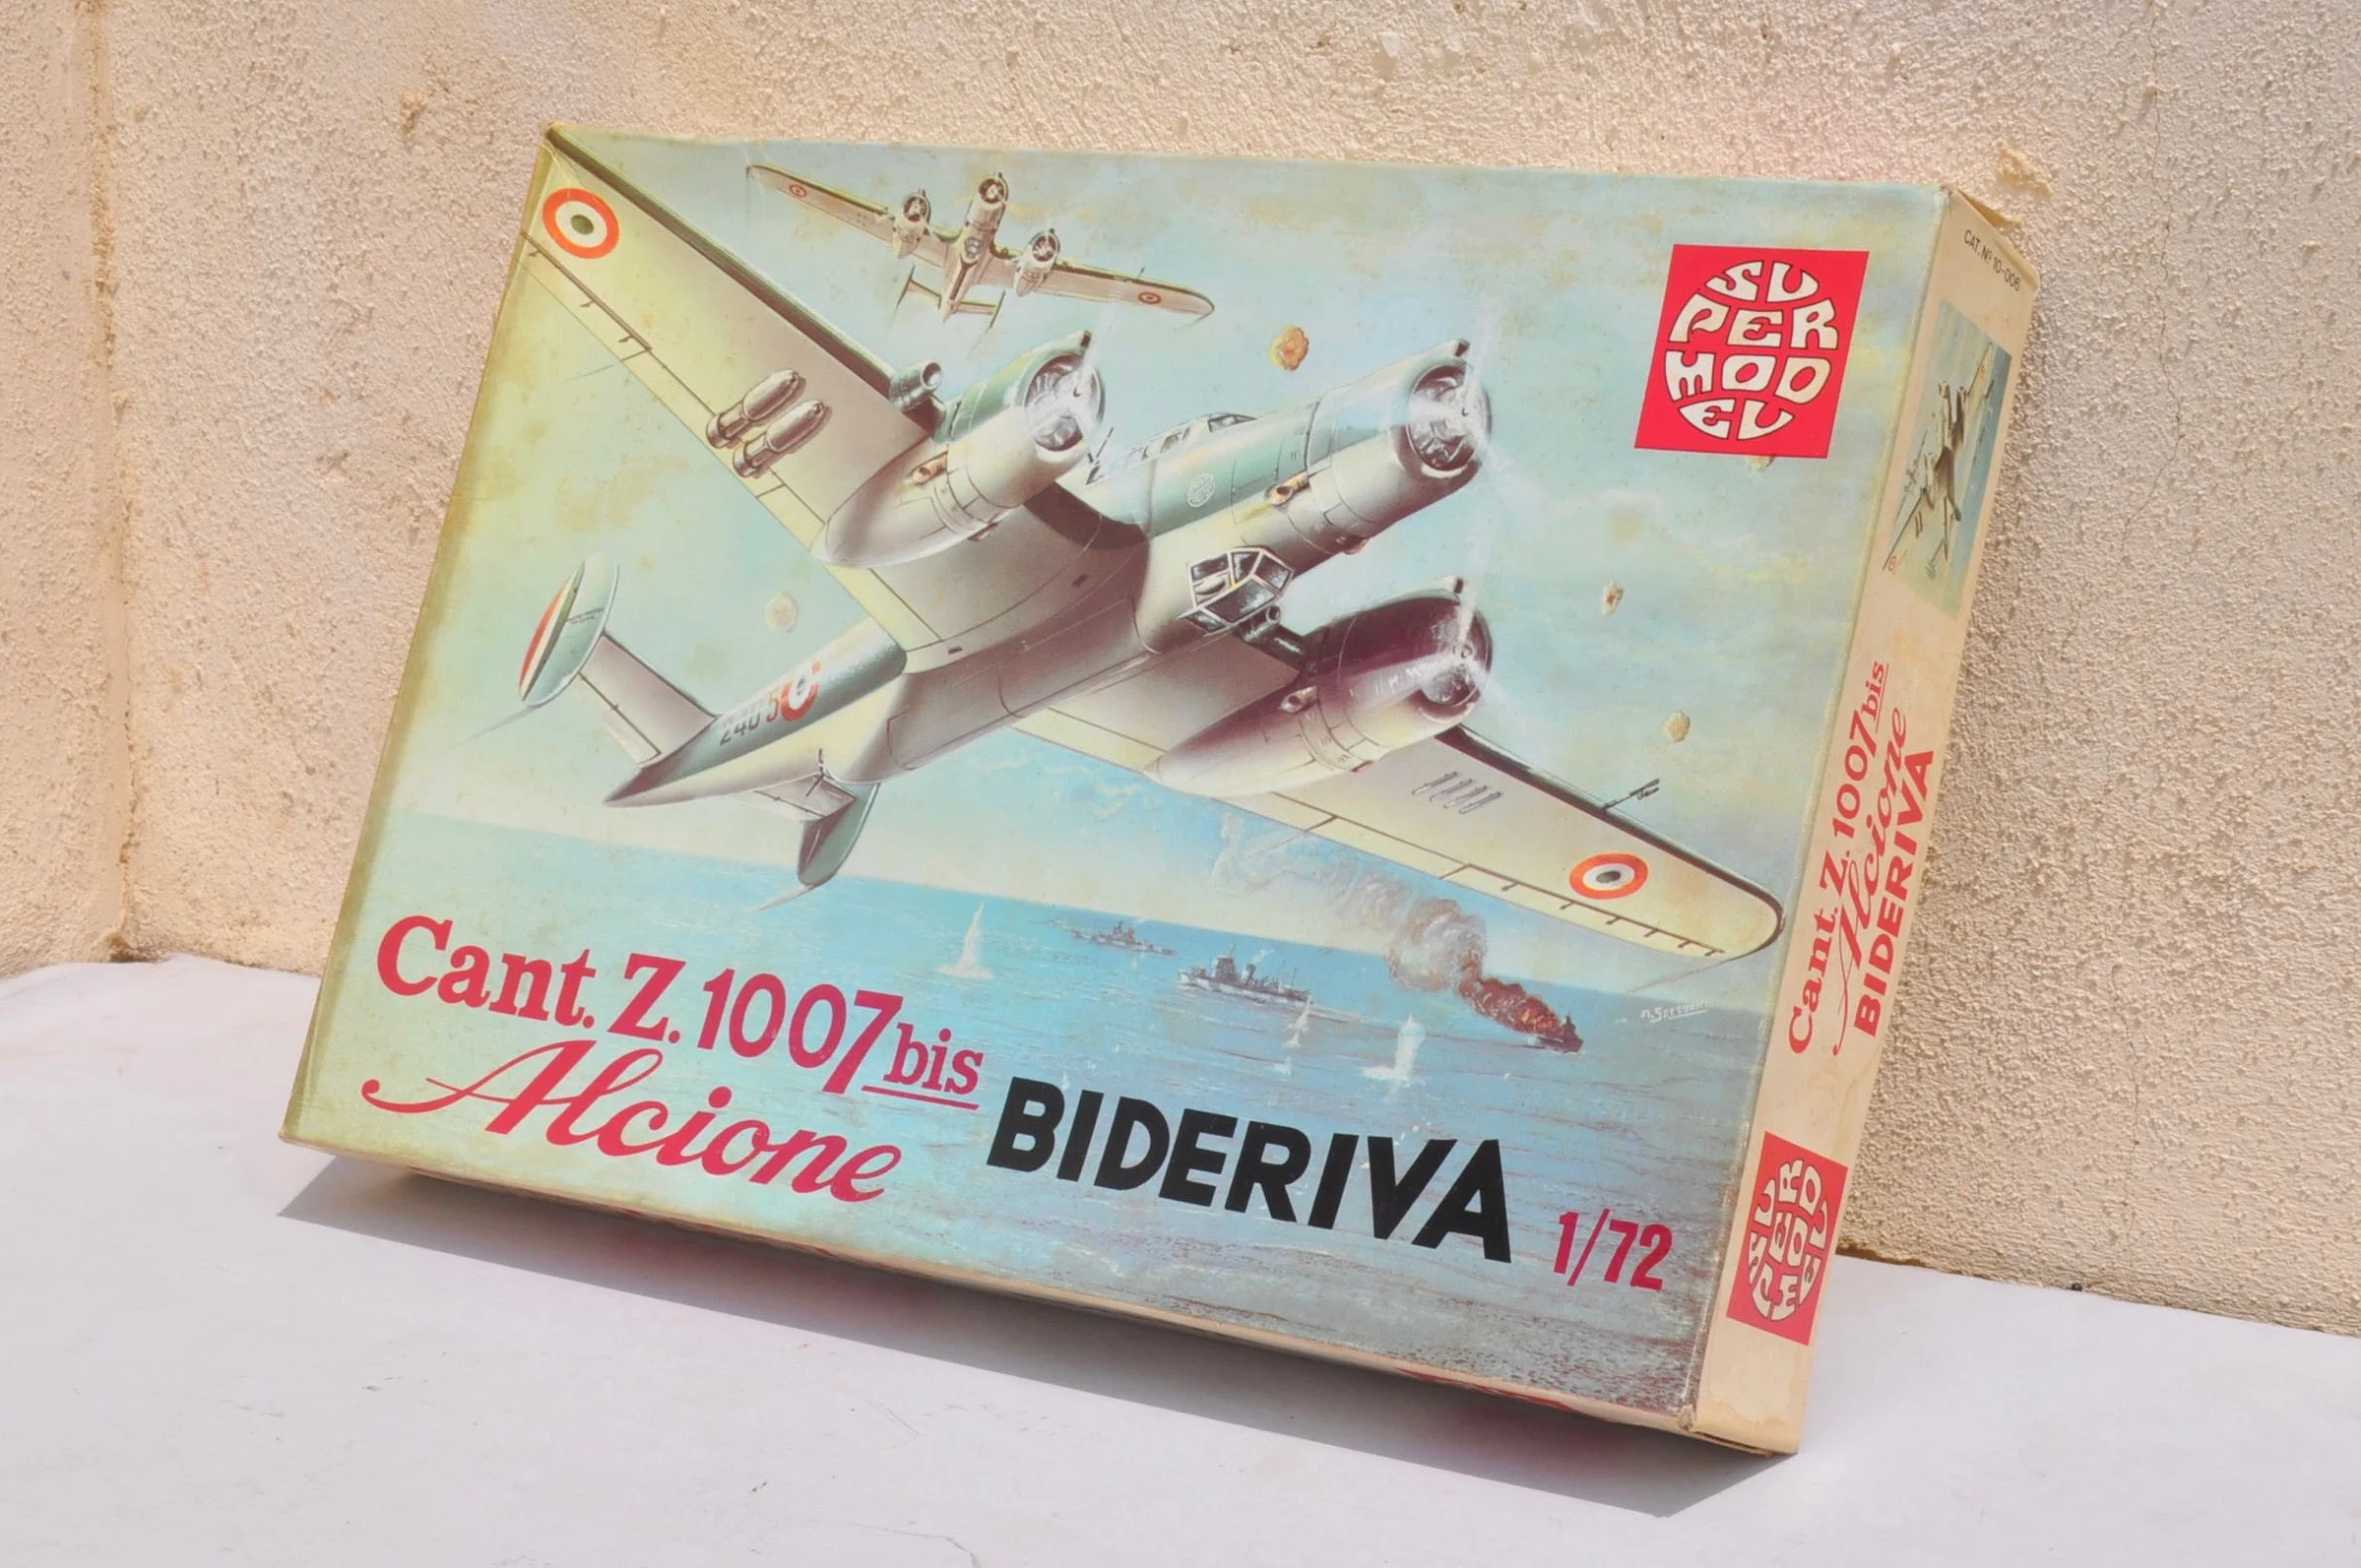 SU
PER
MOD
EL
Cant. Z. 1007 bis
Alcione
BIDERIVA
1/72
CAT. Nº 10-006
Cant. Z. 1007 bis
Alcione
BIDERIVA
SU
PER
MOD
EL